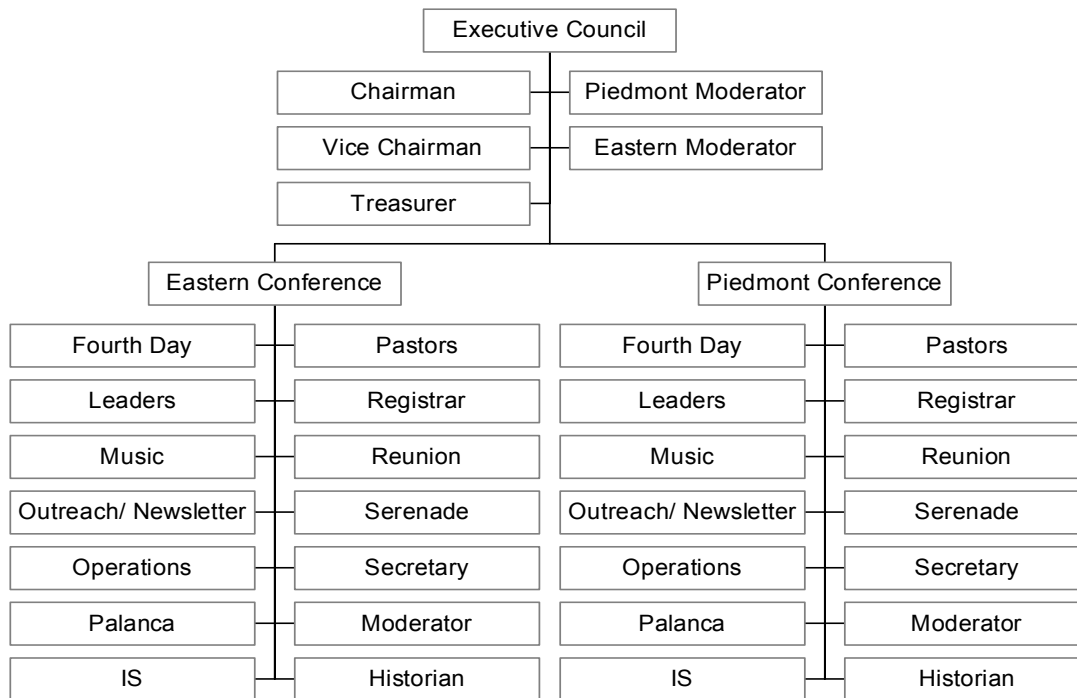 Executive Council
Chairman
Piedmont Moderator
Vice Chairman
Eastern Moderator
Treasurer
Eastern Conference
Piedmont Conference
Fourth Day
Pastors
Fourth Day
Pastors
Leaders
Registrar
Leaders
Registrar
Music
Reunion
Music
Reunion
Outreach/ Newsletter
Serenade
Outreach/ Newsletter
Serenade
Operations
Secretary
Operations
Secretary
Palanca
Moderator
Palanca
Moderator
IS
Historian
IS
Historian